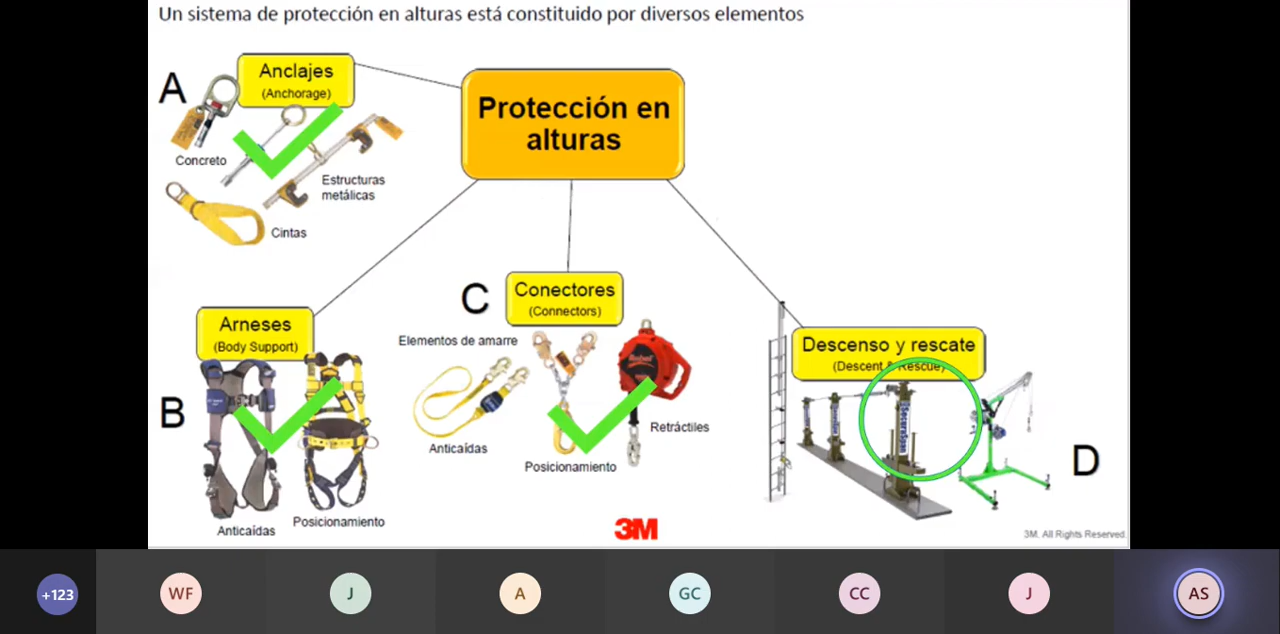 Un sistema de protección en alturas está constituido por diversos elementos
A
Anclajes
(Anchorage)
Protección en
alturas
Concreto
Estructuras
metálicas
Cintas
C
Conectores
(Connectors)
Arneses
(Body Support)
Elementos de amarre
Descenso y rescate
(Descent & Rescue)
B
Retráctiles
Anticaídas
Posicionamiento
D
Posicionamiento
Anticaídas
3M
3M. All Rights Reserved.
+123
WF
J
A
GC
CC
J
AS